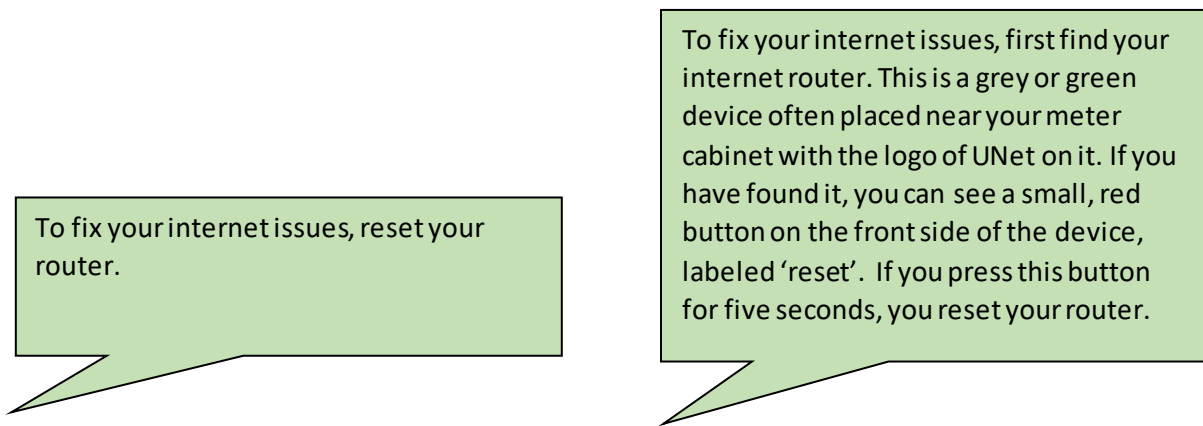 To fix your internet issues, reset your
router.
To fix your internet issues, first find your
internet router. This is a grey or green
device often placed near your meter
cabinet with the logo of UNet on it. If you
have found it, you can see a small, red
button on the front side of the device,
labeled ‘reset’. If you press this button
for five seconds, you reset your router.